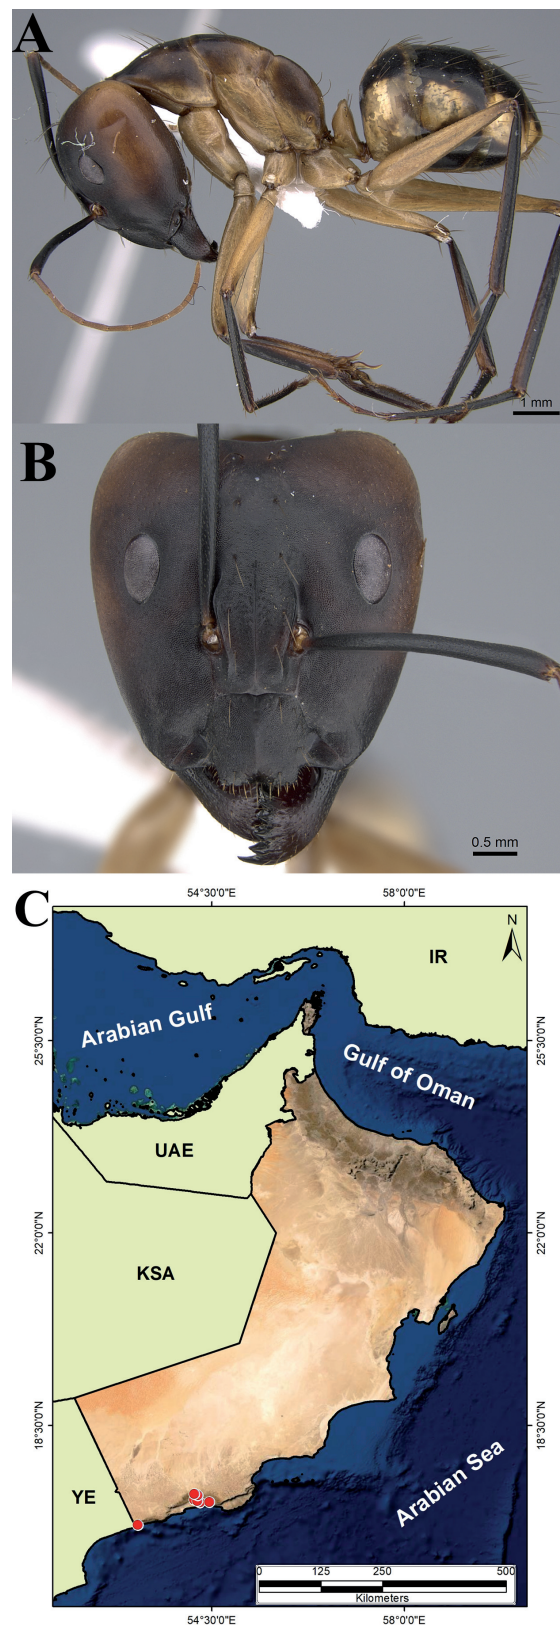 A
1 mm
B
0.5 mm
C
54°30'0"E
58°0'0"E
N
IR
Arabian Gulf
25°30'0"N
25°30'0"N
Gulf of Oman
UAE
22°0'0"N
22°0'0"N
KSA
18°30'0"N
18°30'0"N
Arabian Sea
YE
0
125
250
500
Kilometers
54°30'0"E
58°0'0"E